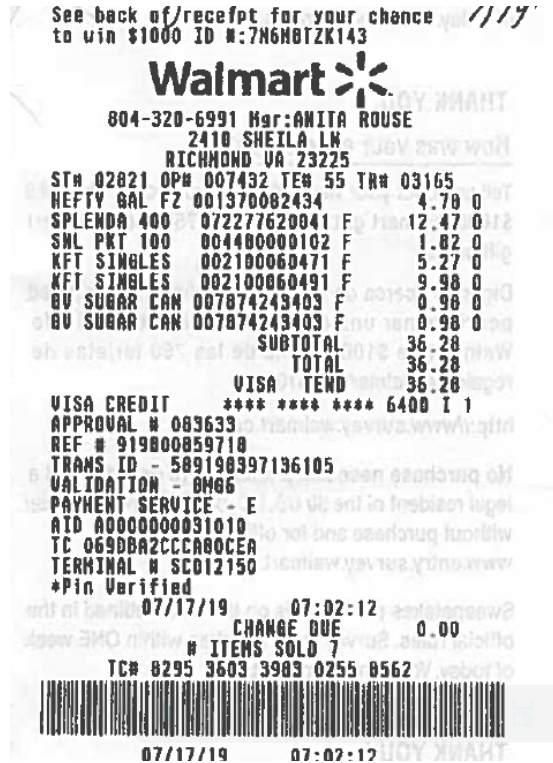 See back of receipt for your chance
to win $1000 ID #:7N6N8TZK143
Walmart
804-320-6991 Mgr:ANITA ROUSE
2410 SHEILA LN
RICHMOND VA 23225
ST# 02821 OP# 007432 TE# 55 TR# 03165
HEFTY GAL FZ 001370082434 4.78 O
SPLENDA 400 072277620041 F 12.47 O
SNL PKT 100 004480000102 F 1.82 O
KFT SINGLES 002100060471 F 5.27 O
KFT SINGLES 002100060491 F 9.98 O
GV SUGAR CAN 007874243403 F 0.98 O
GV SUGAR CAN 007874243403 F 0.98 O
SUBTOTAL 36.28
TOTAL 36.28
VISA TEND 36.28
VISA CREDIT **** **** **** 6400 I 1
APPROVAL # 083633
REF # 919800859718
TRANS ID - 589198397136105
VALIDATION - 0MG6
PAYMENT SERVICE - E
AID A0000000031010
TC 069DBA2CCCA80CEA
TERMINAL # SC012150
*Pin Verified
07/17/19 07:02:12
CHANGE DUE 0.00
# ITEMS SOLD 7
TC# 8295 3603 3983 0255 8562
07/17/19 07:02:12